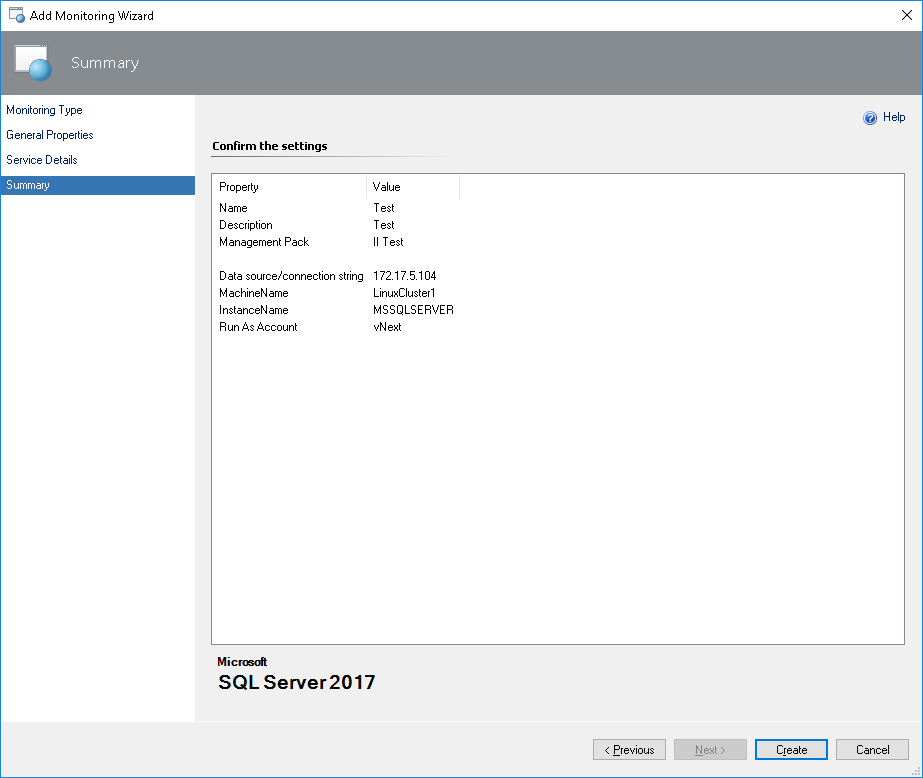 Add Monitoring Wizard
Summary
Monitoring Type
General Properties
Service Details
Summary
Help
Confirm the settings
Property Value
Name Test
Description Test
Management Pack II Test
Data source/connection string 172.17.5.104
MachineName LinuxCluster1
InstanceName MSSQLSERVER
Run As Account vNext
Microsoft
SQL Server 2017
< Previous Next > Create Cancel